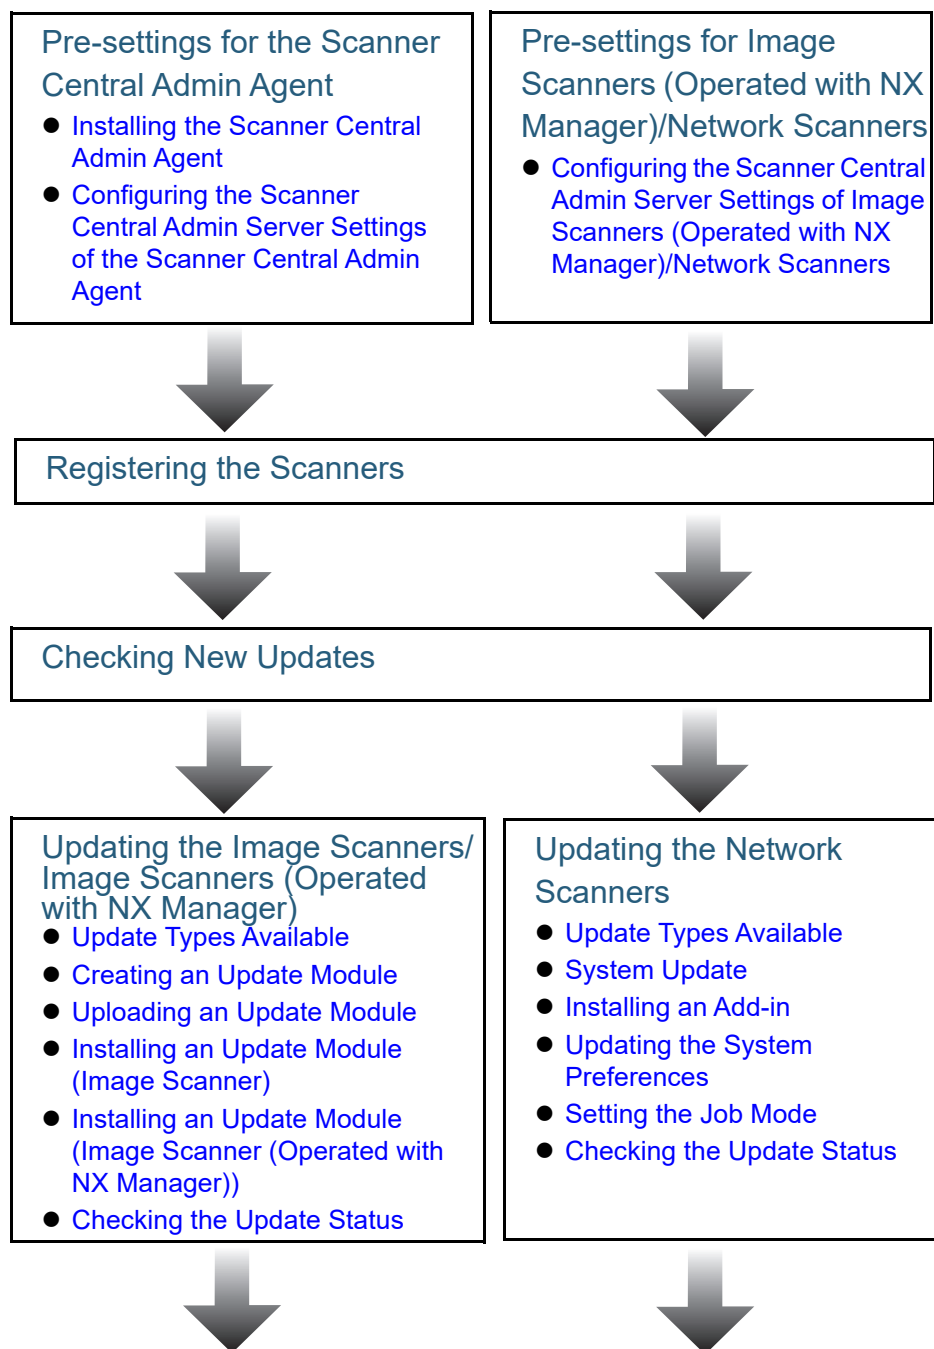 Pre-settings for the Scanner
Central Admin Agent
● Installing the Scanner Central
Admin Agent
● Configuring the Scanner
Central Admin Server Settings
of the Scanner Central Admin
Agent
Pre-settings for Image
Scanners (Operated with NX
Manager)/Network Scanners
● Configuring the Scanner Central
Admin Server Settings of Image
Scanners (Operated with NX
Manager)/Network Scanners
Registering the Scanners
Checking New Updates
Updating the Image Scanners/
Image Scanners (Operated
with NX Manager)
● Update Types Available
● Creating an Update Module
● Uploading an Update Module
● Installing an Update Module
(Image Scanner)
● Installing an Update Module
(Image Scanner (Operated with
NX Manager))
● Checking the Update Status
Updating the Network
Scanners
● Update Types Available
● System Update
● Installing an Add-in
● Updating the System
Preferences
● Setting the Job Mode
● Checking the Update Status